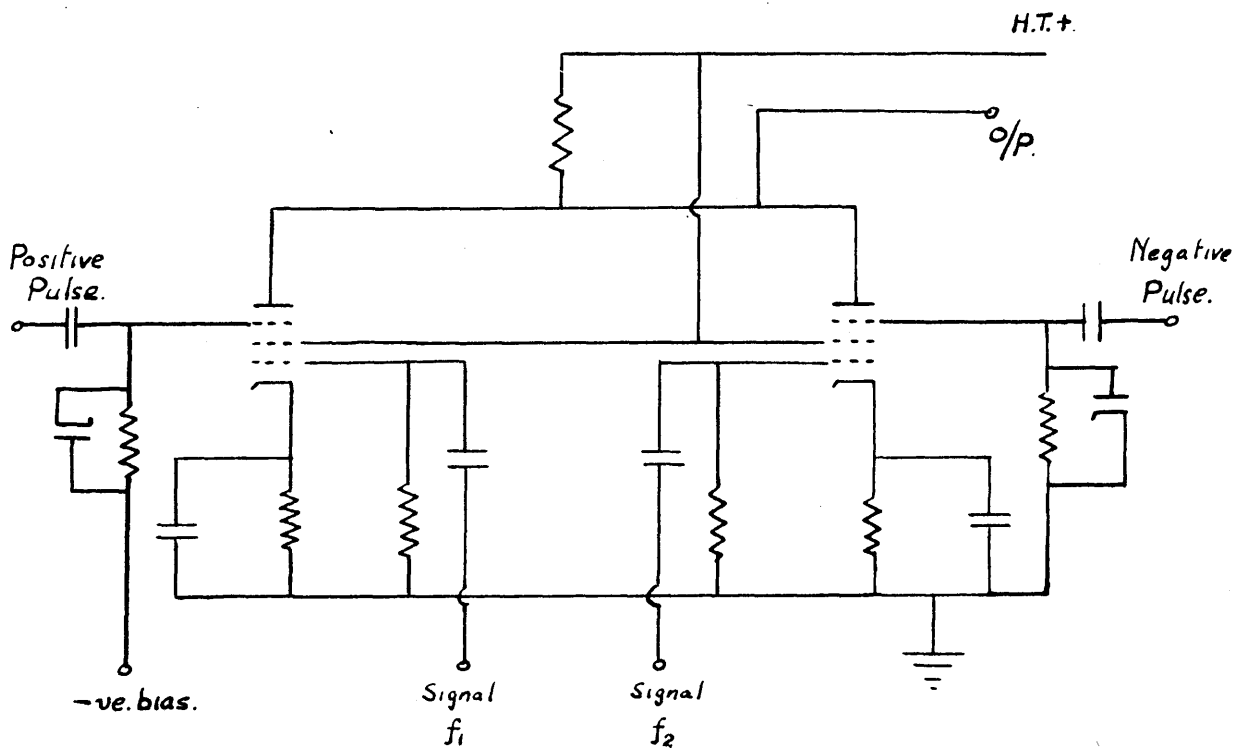 H.T.+.
O/P.
Positive
Pulse.
Negative
Pulse.
-ve. bias.
Signal
f₁
Signal
f₂